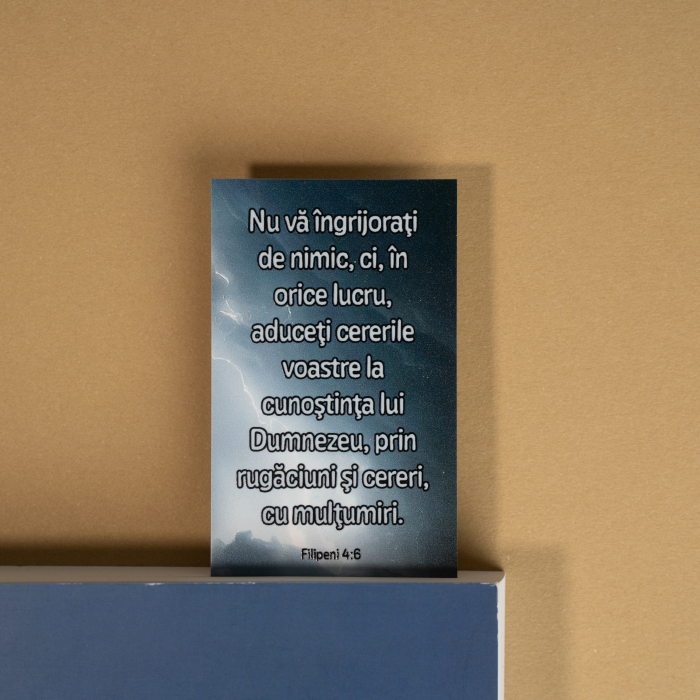 Nu vă îngrijoraţi
de nimic, ci, în
orice lucru,
aduceţi cererile
voastre la
cunoştinţa lui
Dumnezeu, prin
rugăciuni şi cereri,
cu mulţumiri.
Filipeni 4:6